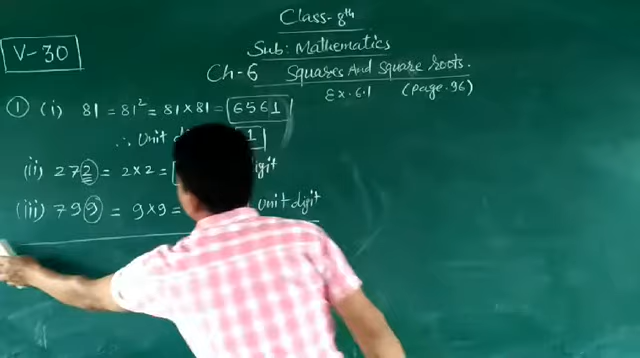 V-30
Class-8th
Sub: Mathematics
Ch-6 Squares And Square roots.
Ex. 6.1 (Page. 96)
① (i) 81 = 81² = 81 × 81 = 6561
∴ Unit 1
(ii) 272 = 2×2 =
(iii) 799 = 9×9 = unit digit